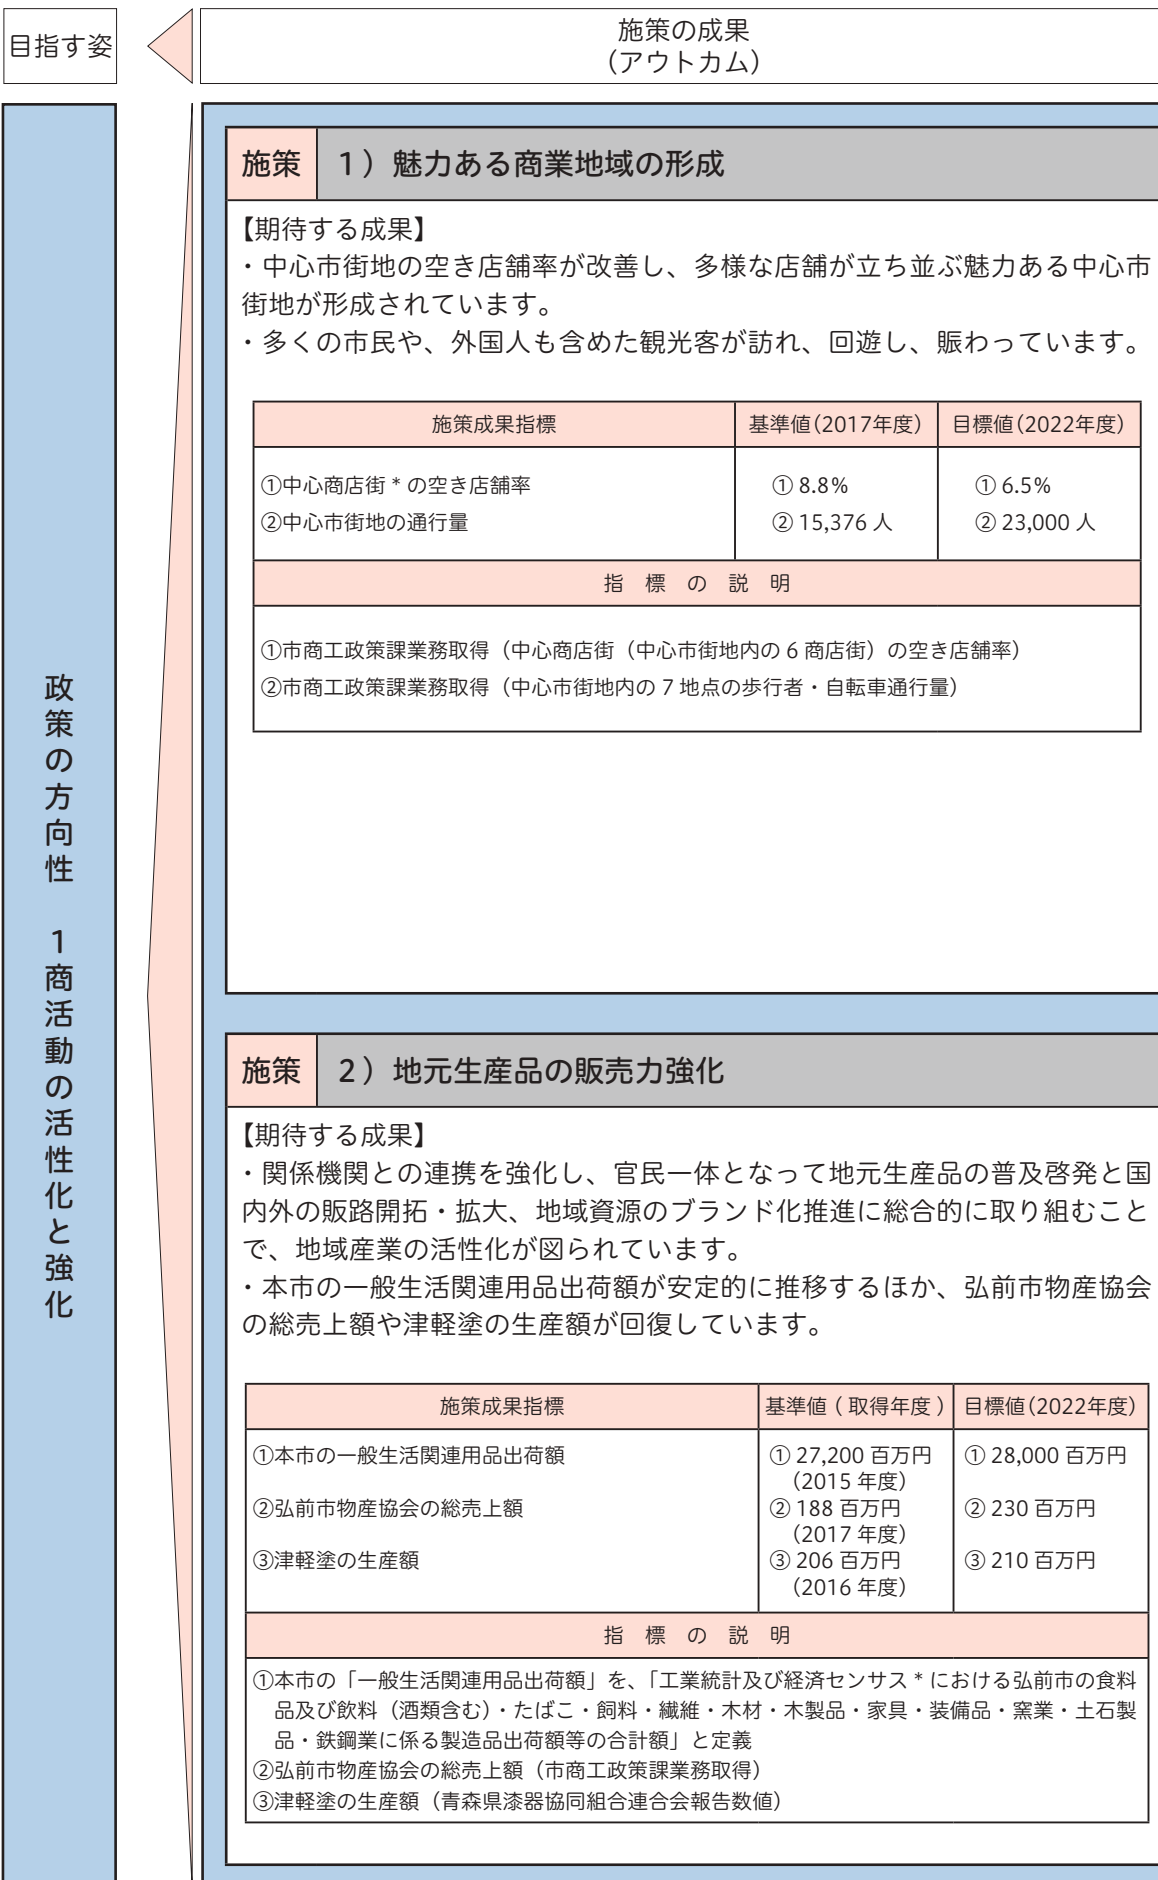 目指す姿
施策の成果
（アウトカム）
政策の方向性　1商活動の活性化と強化
施策　1）魅力ある商業地域の形成
【期待する成果】
・中心市街地の空き店舗率が改善し、多様な店舗が立ち並ぶ魅力ある中心市
街地が形成されています。
・多くの市民や、外国人も含めた観光客が訪れ、回遊し、賑わっています。
施策成果指標　基準値（2017年度）　目標値（2022年度）
①中心商店街＊の空き店舗率　① 8.8%　① 6.5%
②中心市街地の通行量　② 15,376 人　② 23,000 人
指　標　の　説　明
①市商工政策課業務取得（中心商店街（中心市街地内の 6 商店街）の空き店舗率）
②市商工政策課業務取得（中心市街地内の 7 地点の歩行者・自転車通行量）
施策　2）地元生産品の販売力強化
【期待する成果】
・関係機関との連携を強化し、官民一体となって地元生産品の普及啓発と国
内外の販路開拓・拡大、地域資源のブランド化推進に総合的に取り組むこと
で、地域産業の活性化が図られています。
・本市の一般生活関連用品出荷額が安定的に推移するほか、弘前市物産協会
の総売上額や津軽塗の生産額が回復しています。
施策成果指標　基準値（取得年度）　目標値（2022年度）
①本市の一般生活関連用品出荷額　① 27,200 百万円　① 28,000 百万円
（2015 年度）
②弘前市物産協会の総売上額　② 188 百万円　② 230 百万円
（2017 年度）
③津軽塗の生産額　③ 206 百万円　③ 210 百万円
（2016 年度）
指　標　の　説　明
①本市の「一般生活関連用品出荷額」を、「工業統計及び経済センサス＊における弘前市の食料
品及び飲料（酒類含む）・たばこ・飼料・繊維・木材・木製品・家具・装備品・窯業・土石製
品・鉄鋼業に係る製造品出荷額等の合計額」と定義
②弘前市物産協会の総売上額（市商工政策課業務取得）
③津軽塗の生産額（青森県漆器協同組合連合会報告数値）